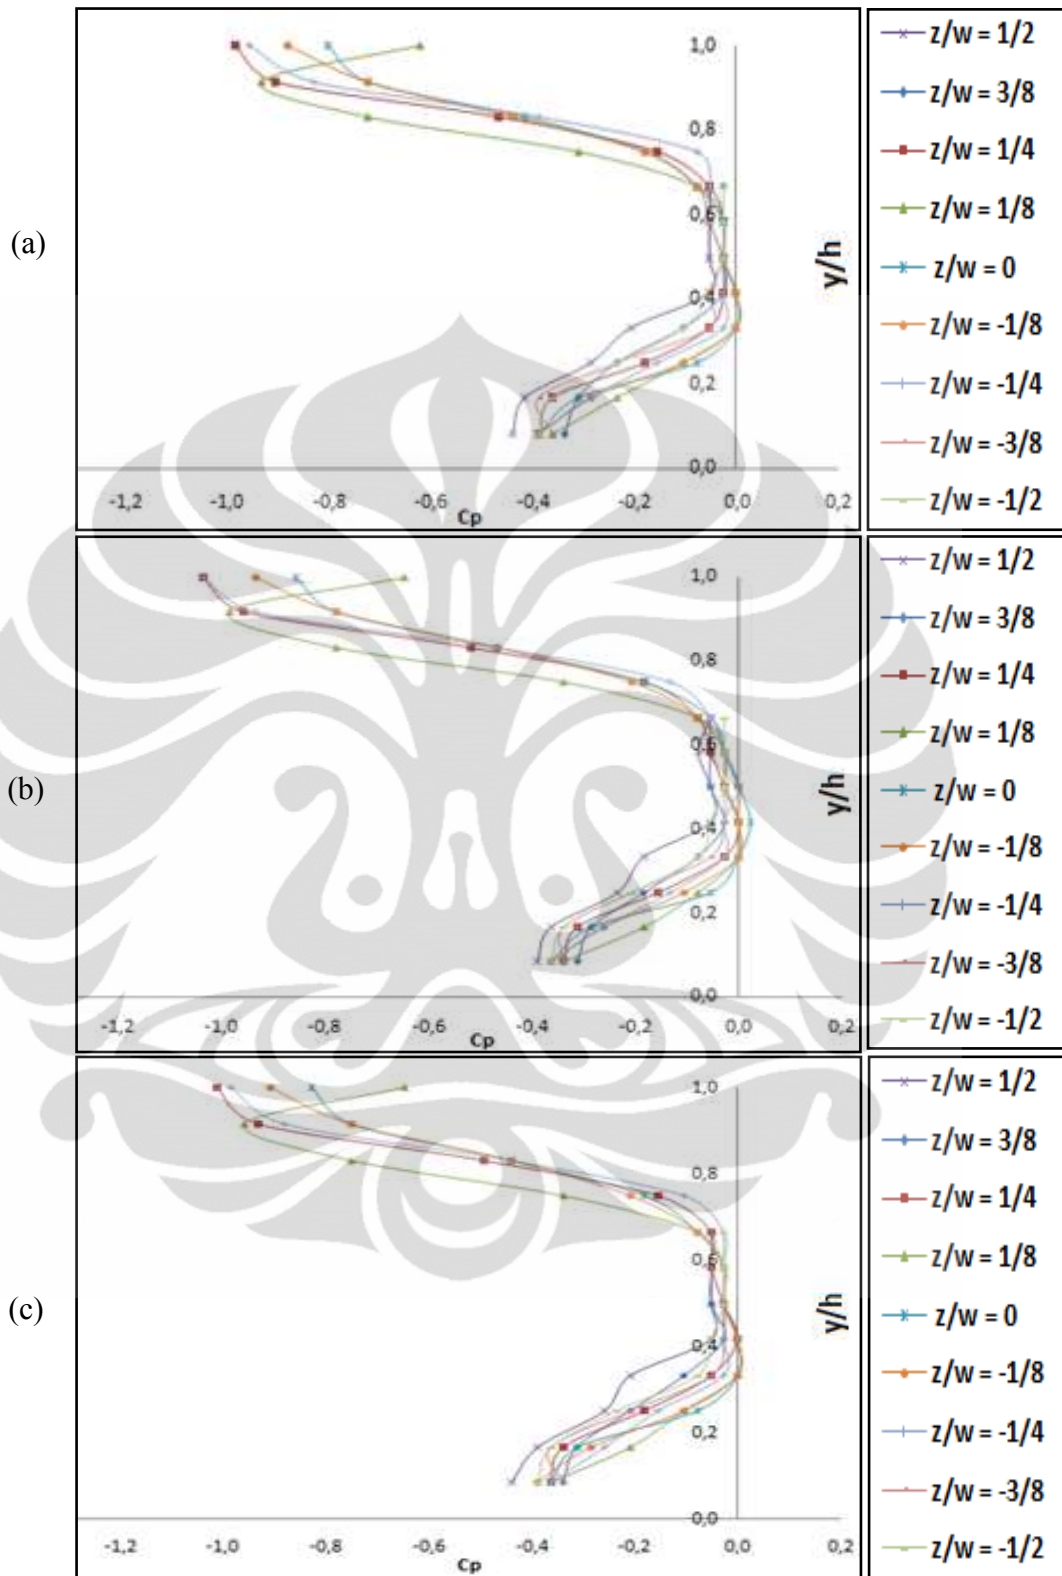 (a)
1,0
0,8
0,6
0,4
0,2
0,0
y/h
-1,2 -1,0 -0,8 -0,6 -0,4 -0,2 0,0 0,2
Cp
z/w = 1/2
z/w = 3/8
z/w = 1/4
z/w = 1/8
z/w = 0
z/w = -1/8
z/w = -1/4
z/w = -3/8
z/w = -1/2
(b)
1,0
0,8
0,6
0,4
0,2
0,0
y/h
-1,2 -1,0 -0,8 -0,6 -0,4 -0,2 0,0 0,2
Cp
z/w = 1/2
z/w = 3/8
z/w = 1/4
z/w = 1/8
z/w = 0
z/w = -1/8
z/w = -1/4
z/w = -3/8
z/w = -1/2
(c)
1,0
0,8
0,6
0,4
0,2
0,0
y/h
-1,2 -1,0 -0,8 -0,6 -0,4 -0,2 0,0 0,2
Cp
z/w = 1/2
z/w = 3/8
z/w = 1/4
z/w = 1/8
z/w = 0
z/w = -1/8
z/w = -1/4
z/w = -3/8
z/w = -1/2